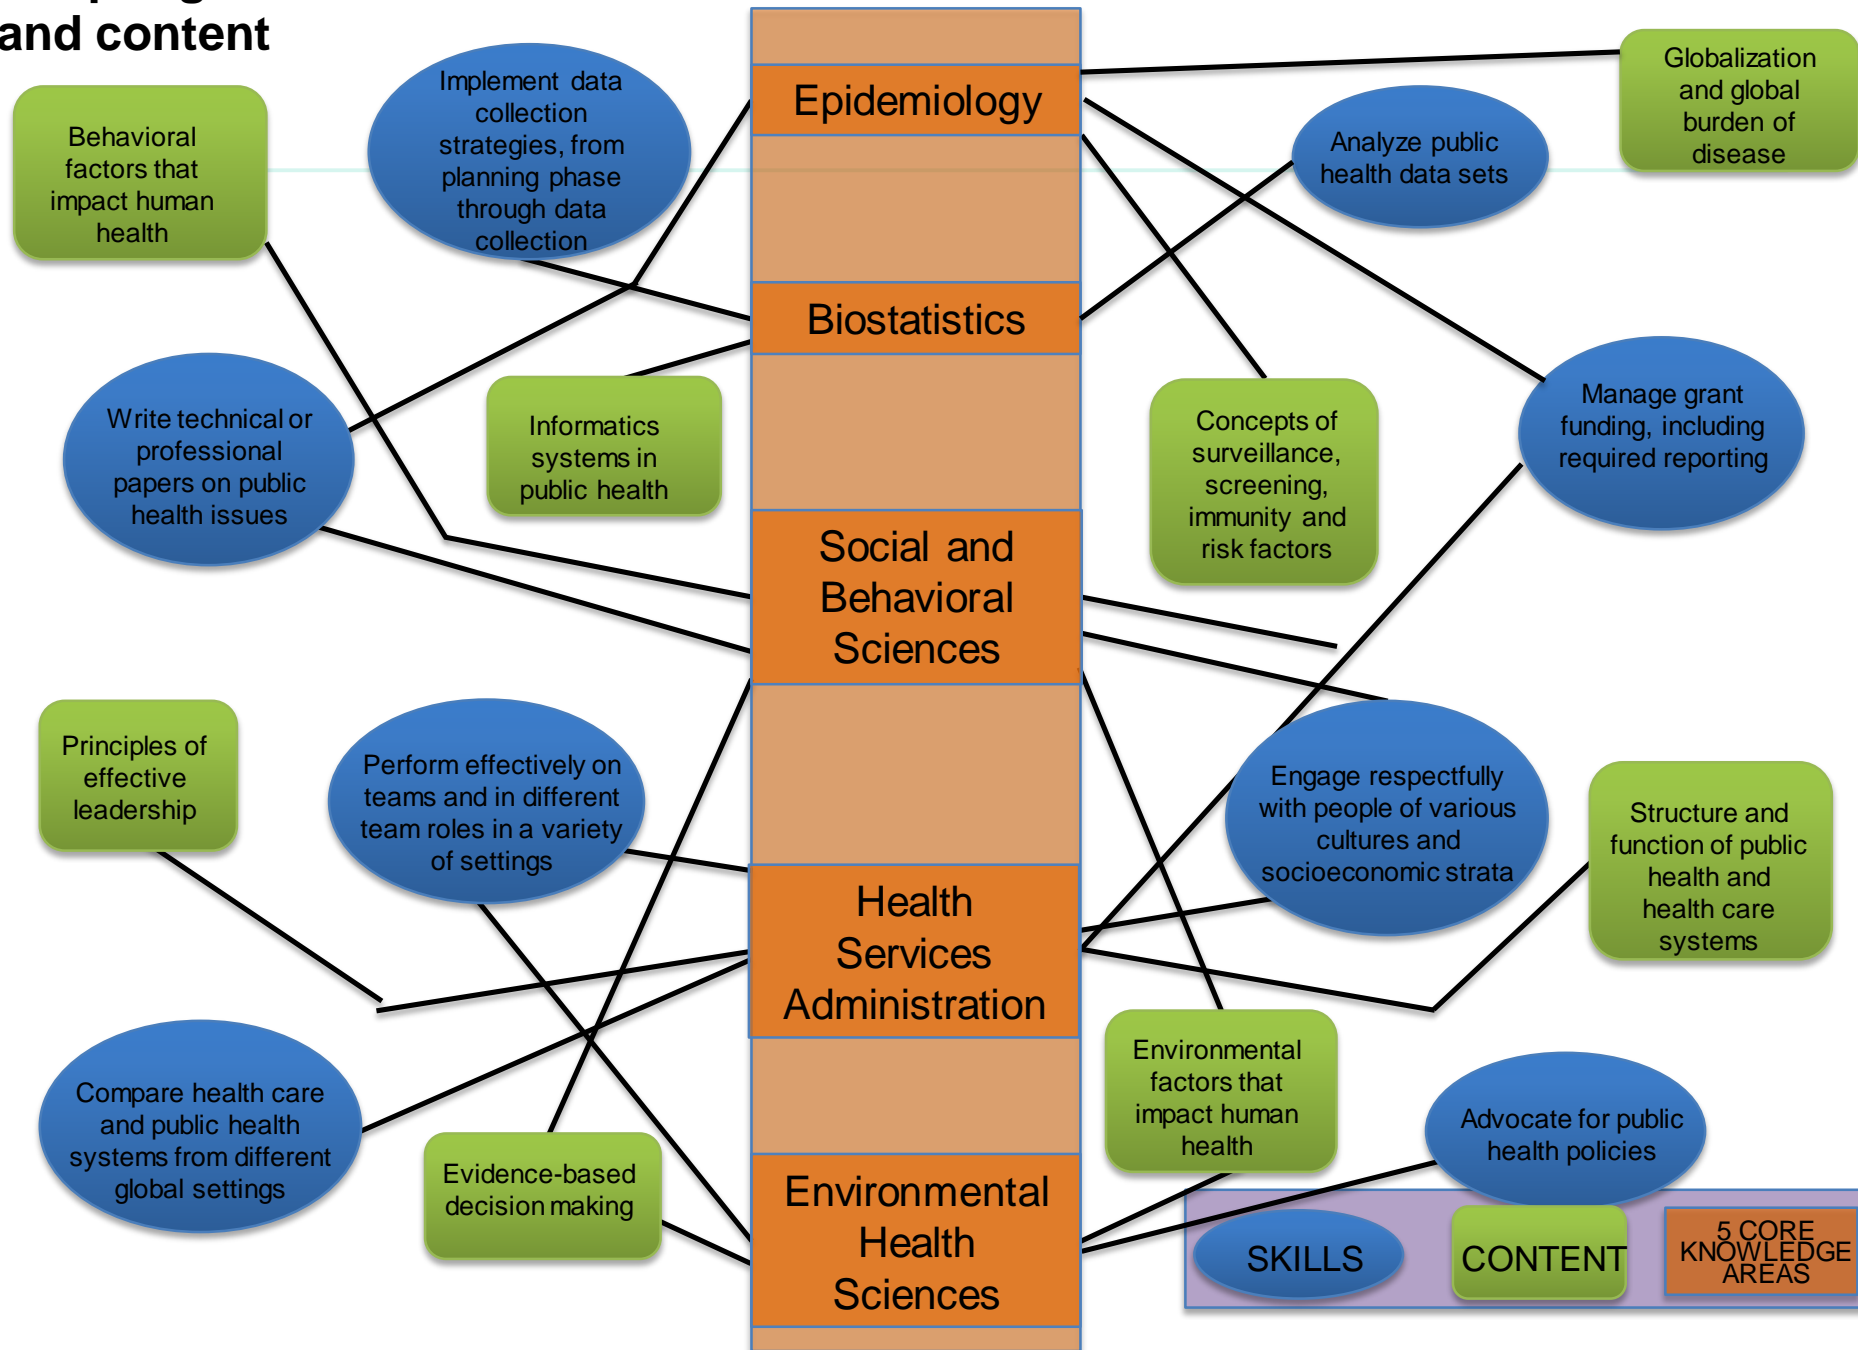 and content
Epidemiology
Biostatistics
Social and
Behavioral
Sciences
Health
Services
Administration
Environmental
Health
Sciences
Behavioral
factors that
impact human
health
Implement data
collection
strategies, from
planning phase
through data
collection
Write technical or
professional
papers on public
health issues
Informatics
systems in
public health
Principles of
effective
leadership
Perform effectively on
teams and in different
team roles in a variety
of settings
Compare health care
and public health
systems from different
global settings
Evidence-based
decision making
Globalization
and global
burden of
disease
Analyze public
health data sets
Concepts of
surveillance,
screening,
immunity and
risk factors
Manage grant
funding, including
required reporting
Engage respectfully
with people of various
cultures and
socioeconomic strata
Structure and
function of public
health and
health care
systems
Environmental
factors that
impact human
health
Advocate for public
health policies
SKILLS
CONTENT
5 CORE
KNOWLEDGE
AREAS